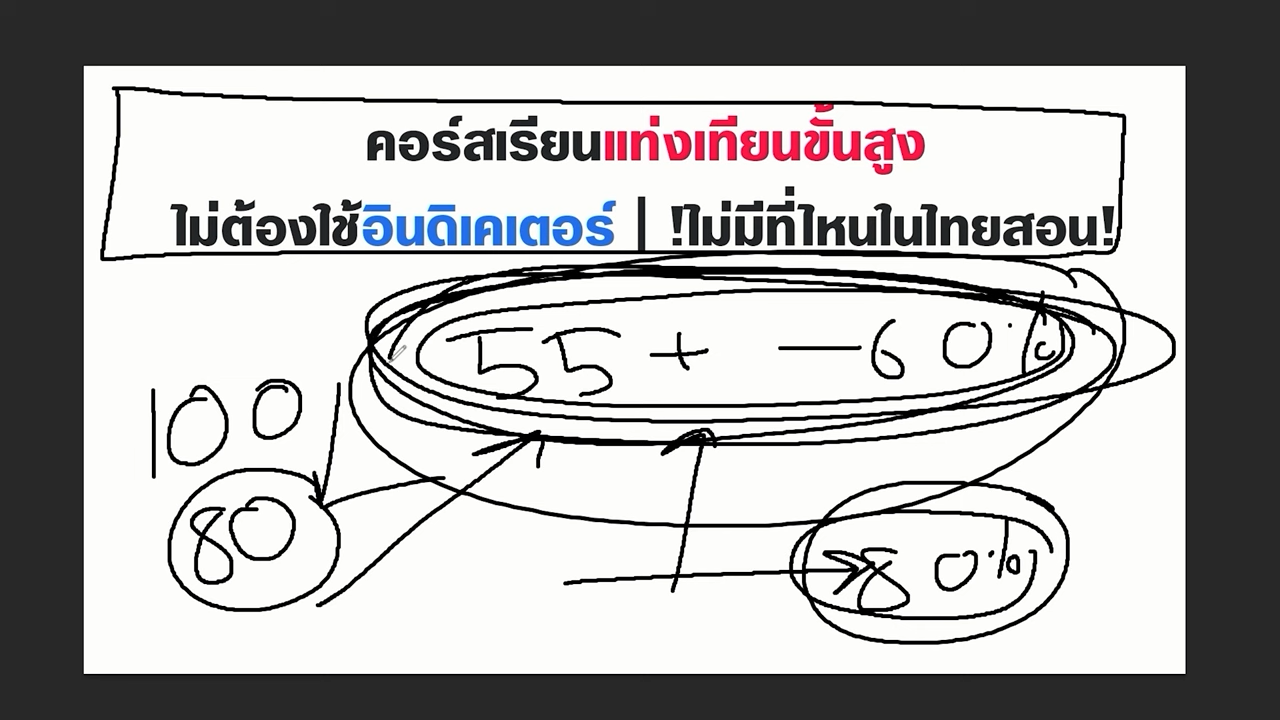 คอร์สเรียนแท่งเทียนขั้นสูง
ไม่ต้องใช้อินดิเคเตอร์ | !ไม่มีที่ไหนในไทยสอน!
55 + - 60%
100
80
80%